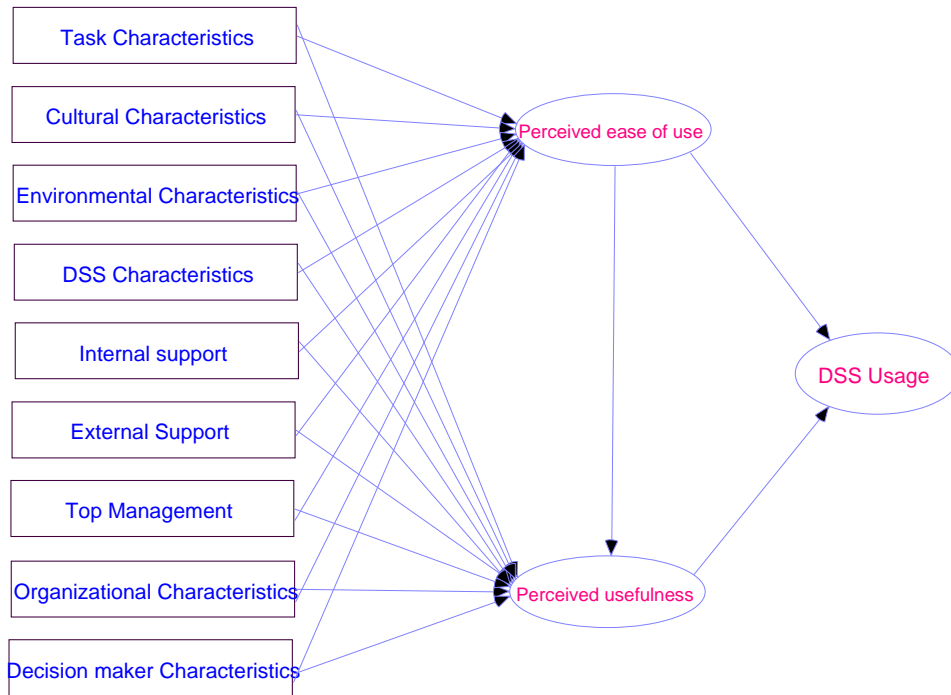 Task Characteristics
Cultural Characteristics
Environmental Characteristics
DSS Characteristics
Internal support
External Support
Top Management
Organizational Characteristics
Decision maker Characteristics
Perceived ease of use
Perceived usefulness
DSS Usage